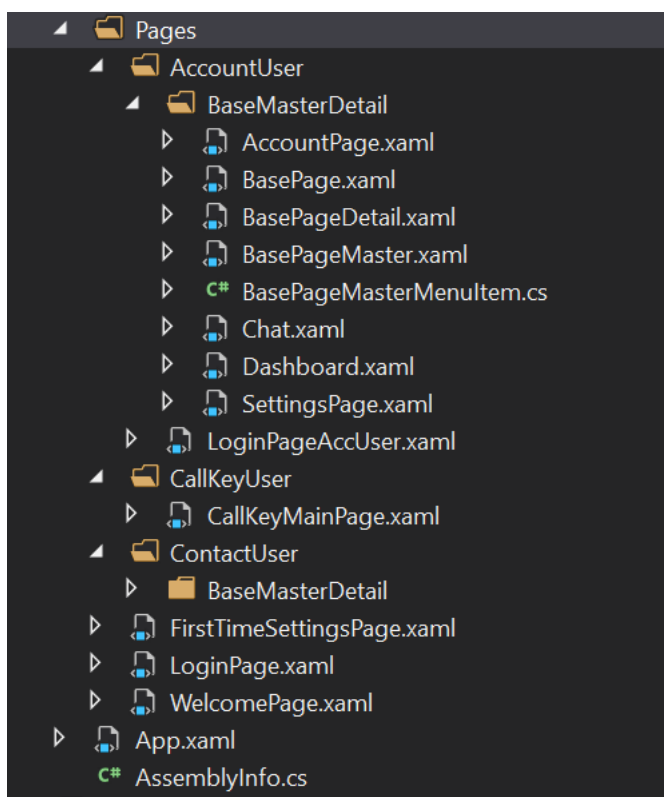 Pages
AccountUser
BaseMasterDetail
AccountPage.xaml
BasePage.xaml
BasePageDetail.xaml
BasePageMaster.xaml
C# BasePageMasterMenuItem.cs
Chat.xaml
Dashboard.xaml
SettingsPage.xaml
LoginPageAccUser.xaml
CallKeyUser
CallKeyMainPage.xaml
ContactUser
BaseMasterDetail
FirstTimeSettingsPage.xaml
LoginPage.xaml
WelcomePage.xaml
App.xaml
C# AssemblyInfo.cs